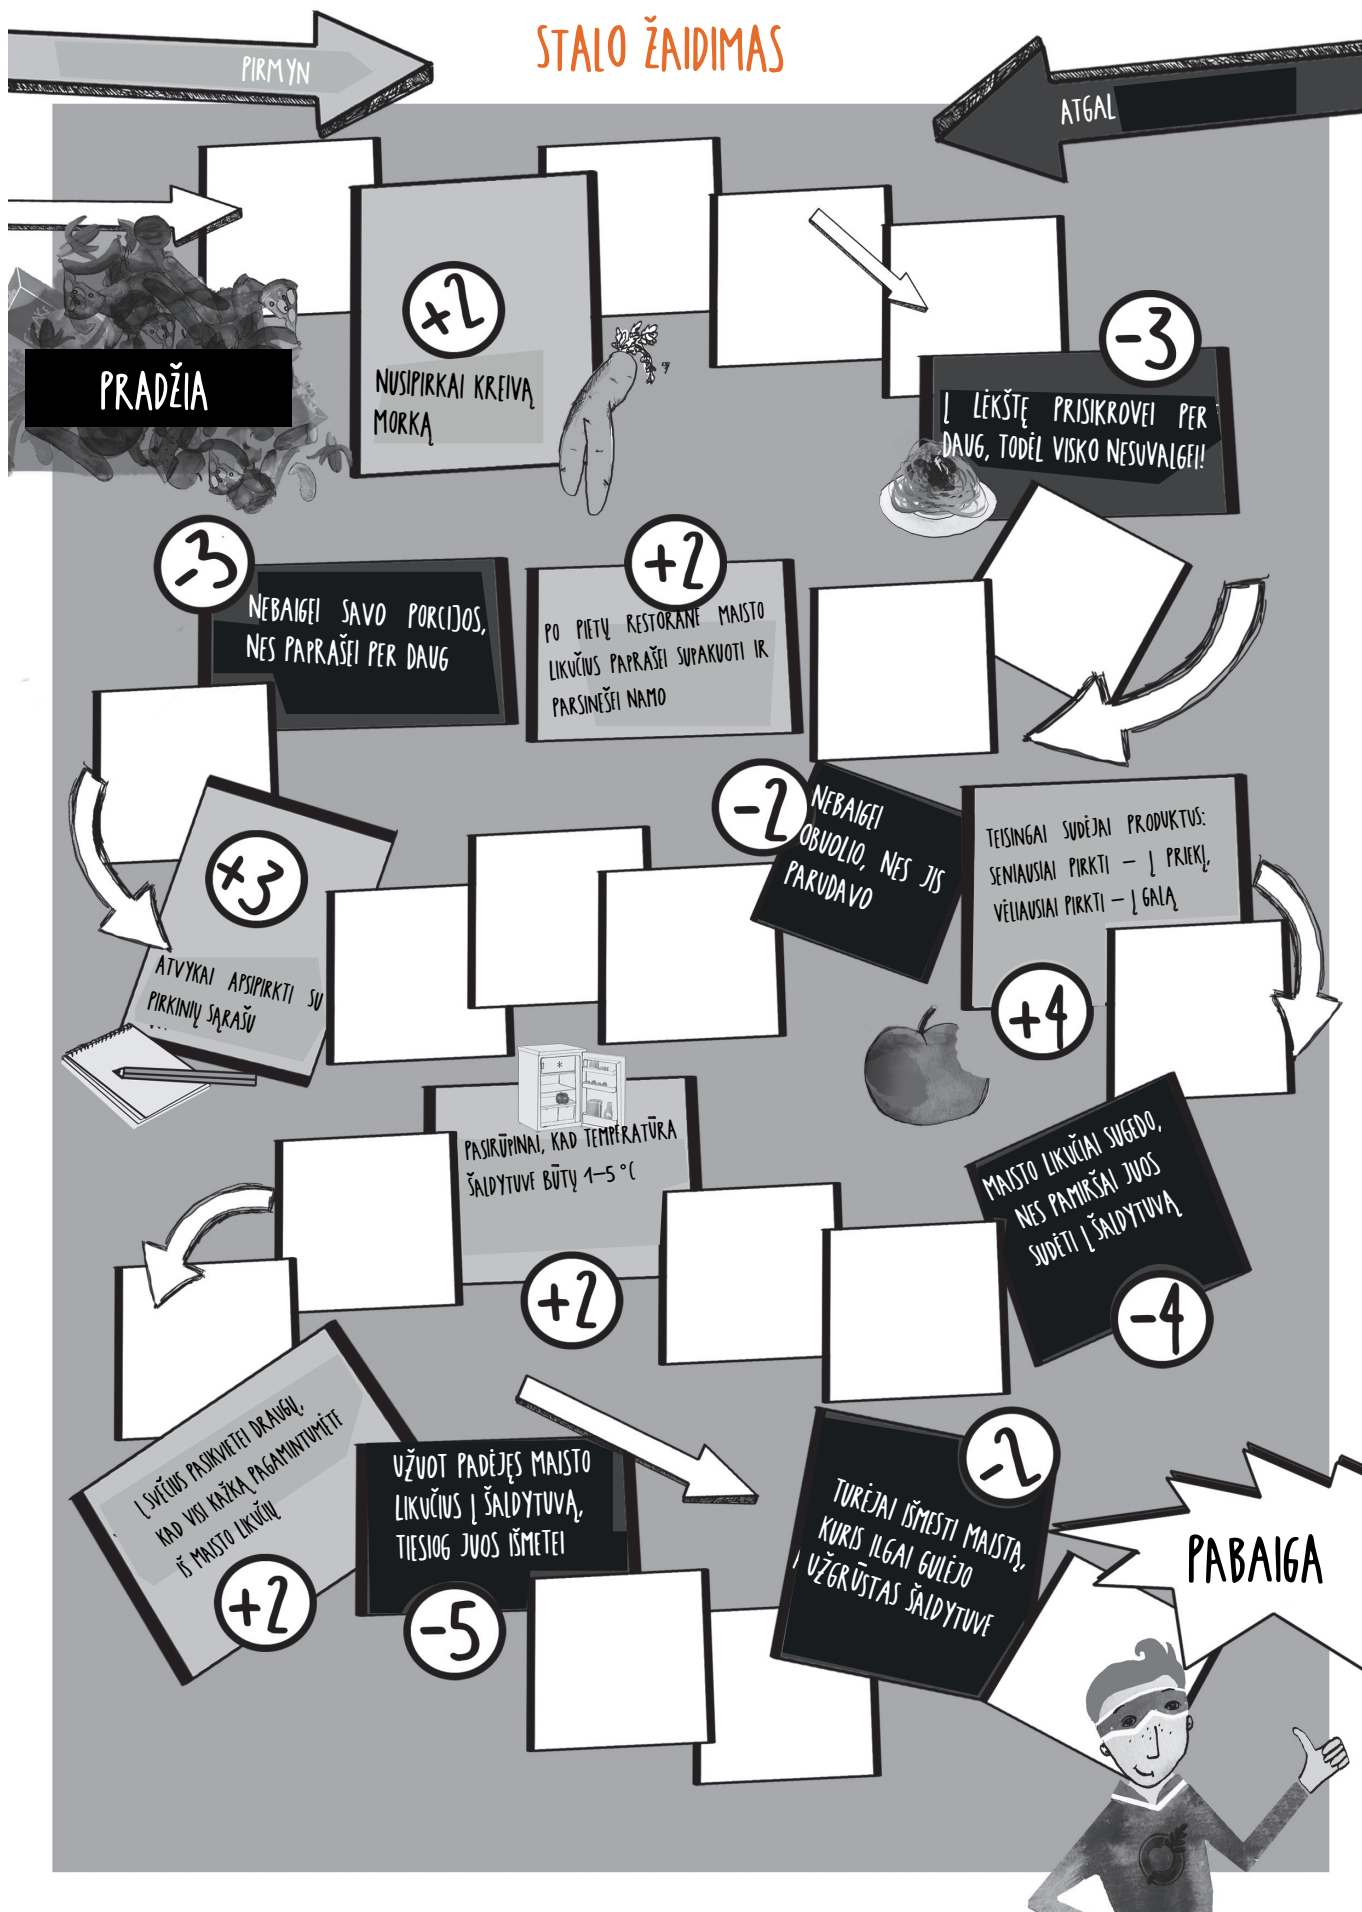 STALO ŽAIDIMAS
PIRMYN
ATGAL
PRADŽIA
+2
NUSIPIRKAI KREIVĄ
MORKĄ
-3
Į LĖKŠTĘ PRISIKROVEI PER
DAUG, TODĖL VISKO NESUVALGEI!
-3
NEBAIGEI SAVO PORCIJOS,
NES PAPRAŠEI PER DAUG
+2
PO PIETŲ RESTORANE MAISTO
LIKUČIUS PAPRAŠEI SUPAKUOTI IR
PARSINEŠEI NAMO
+3
ATVYKAI APSIPIRKTI SU
PIRKINIŲ SĄRAŠU
-2
NEBAIGEI
OBUOLIO, NES JIS
PARUDAVO
TEISINGAI SUDĖJAI PRODUKTUS:
SENIAUSIAI PIRKTI – Į PRIEKĮ,
VĖLIAUSIAI PIRKTI – Į GALĄ
+4
PASIRŪPINAI, KAD TEMPERATŪRA
ŠALDYTUVE BŪTŲ 1–5 °C
+2
MAISTO LIKUČIAI SUGEDO,
NES PAMIRŠAI JUOS
SUDĖTI Į ŠALDYTUVĄ
-4
Į SVEČIUS PASIKVIETEI DRAUGŲ,
KAD VISI KAŽKĄ PAGAMINTUMĖTE
IŠ MAISTO LIKUČIŲ
+2
UŽUOT PADĖJĘS MAISTO
LIKUČIUS Į ŠALDYTUVĄ,
TIESIOG JUOS IŠMETEI
-5
-2
TURĖJAI IŠMESTI MAISTĄ,
KURIS ILGAI GULĖJO
UŽGRŪSTAS ŠALDYTUVE
PABAIGA